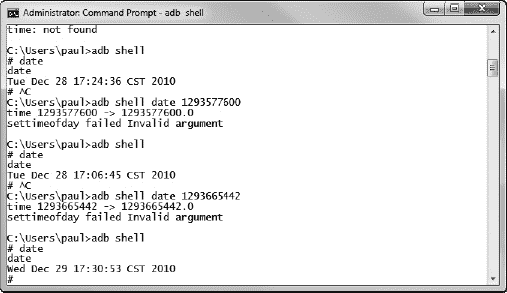 Administrator: Command Prompt - adb shell
time: not found
C:\Users\paul>adb shell
# date
date
Tue Dec 28 17:24:36 CST 2010
# ^C
C:\Users\paul>adb shell date 1293577600
time 1293577600 -> 1293577600.0
settimeofday failed Invalid argument
C:\Users\paul>adb shell
# date
date
Tue Dec 28 17:06:45 CST 2010
# ^C
C:\Users\paul>adb shell date 1293665442
time 1293665442 -> 1293665442.0
settimeofday failed Invalid argument
C:\Users\paul>adb shell
# date
date
Wed Dec 29 17:30:53 CST 2010
#